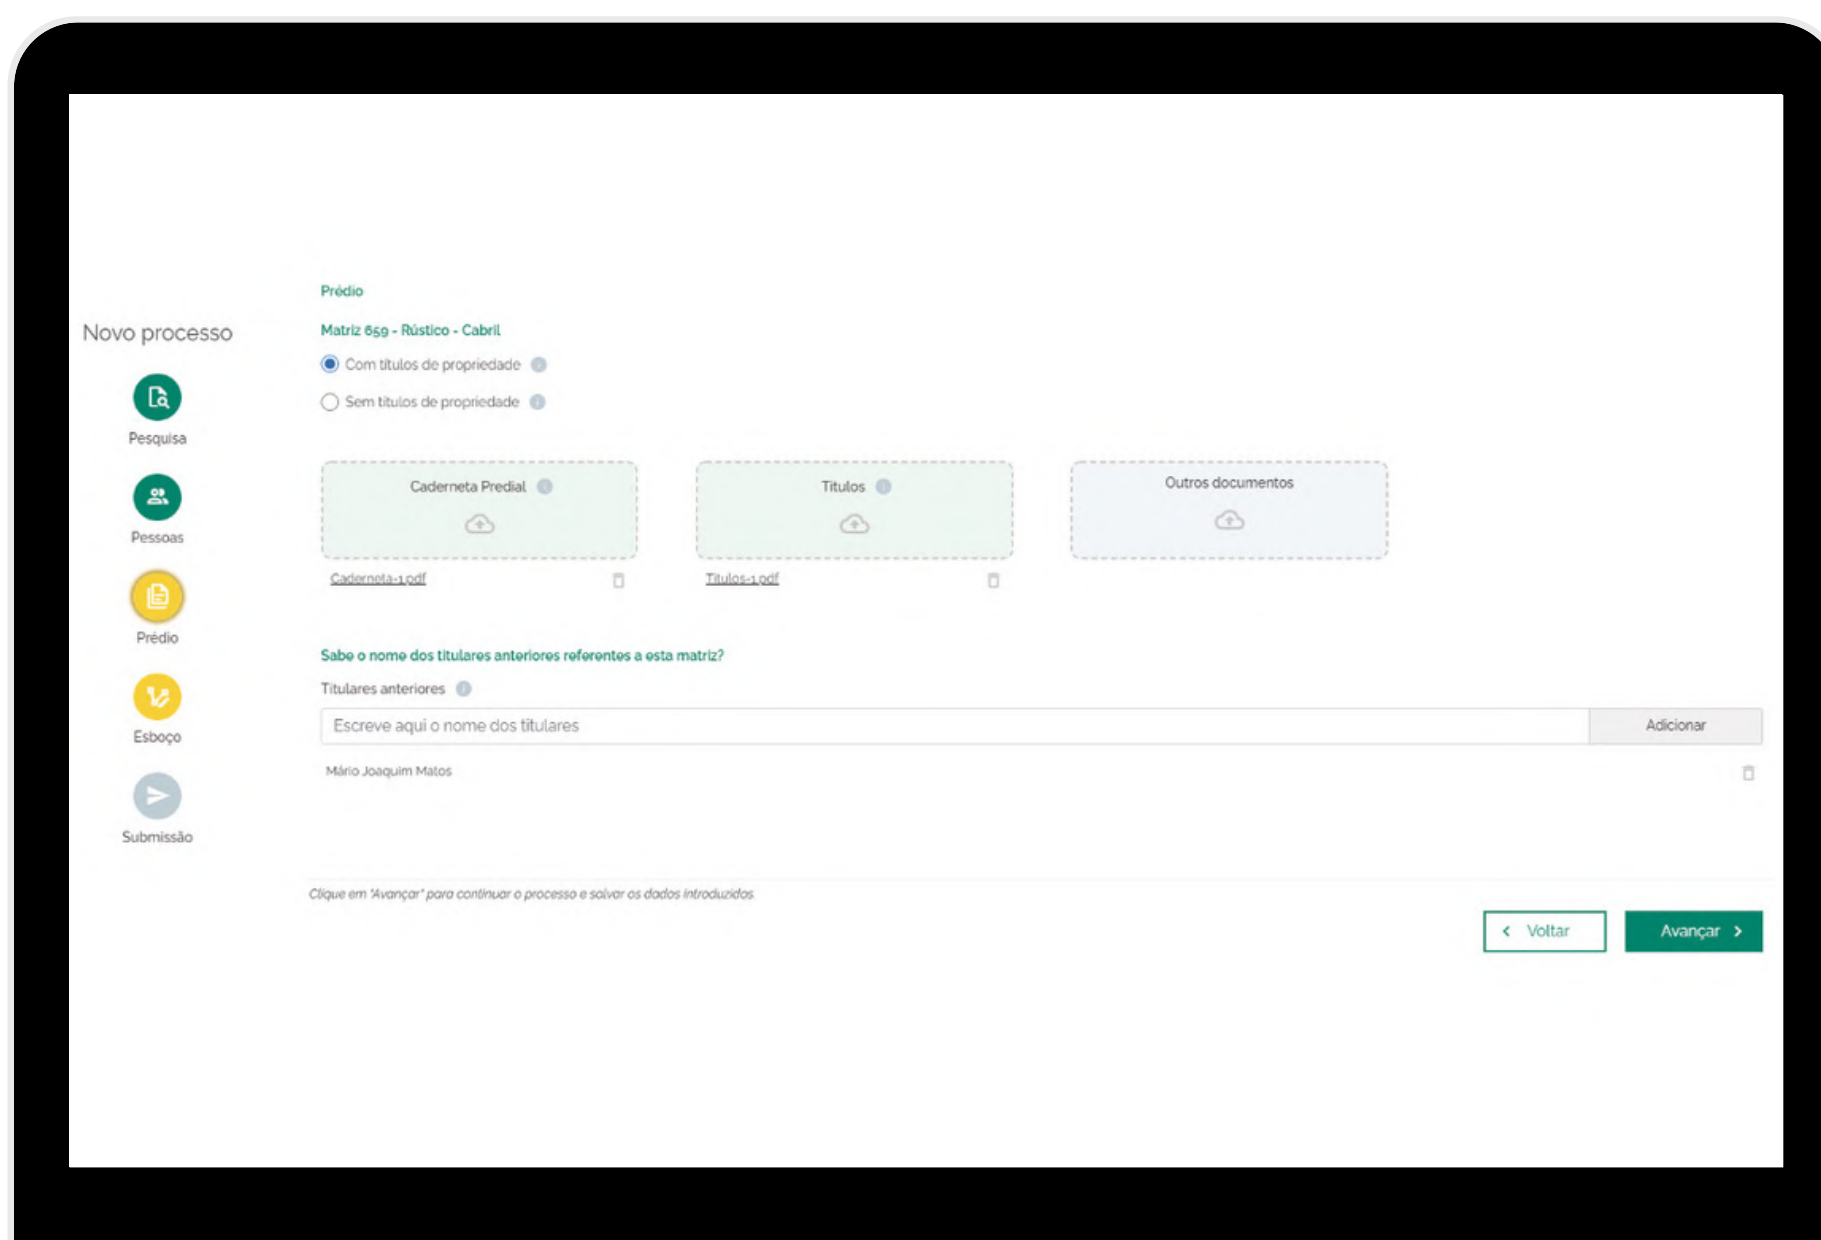 Novo processo
Pesquisa
Pessoas
Prédio
Esboço
Submissão
Prédio
Matriz 659 - Rústico - Cabril
Com títulos de propriedade
Sem títulos de propriedade
Caderneta Predial
Títulos
Outros documentos
Caderneta-1.pdf
Titulos-1.pdf
Sabe o nome dos titulares anteriores referentes a esta matriz?
Titulares anteriores
Escreve aqui o nome dos titulares
Adicionar
Mário Joaquim Matos
Clique em "Avançar" para continuar o processo e salvar os dados introduzidos
Voltar
Avançar